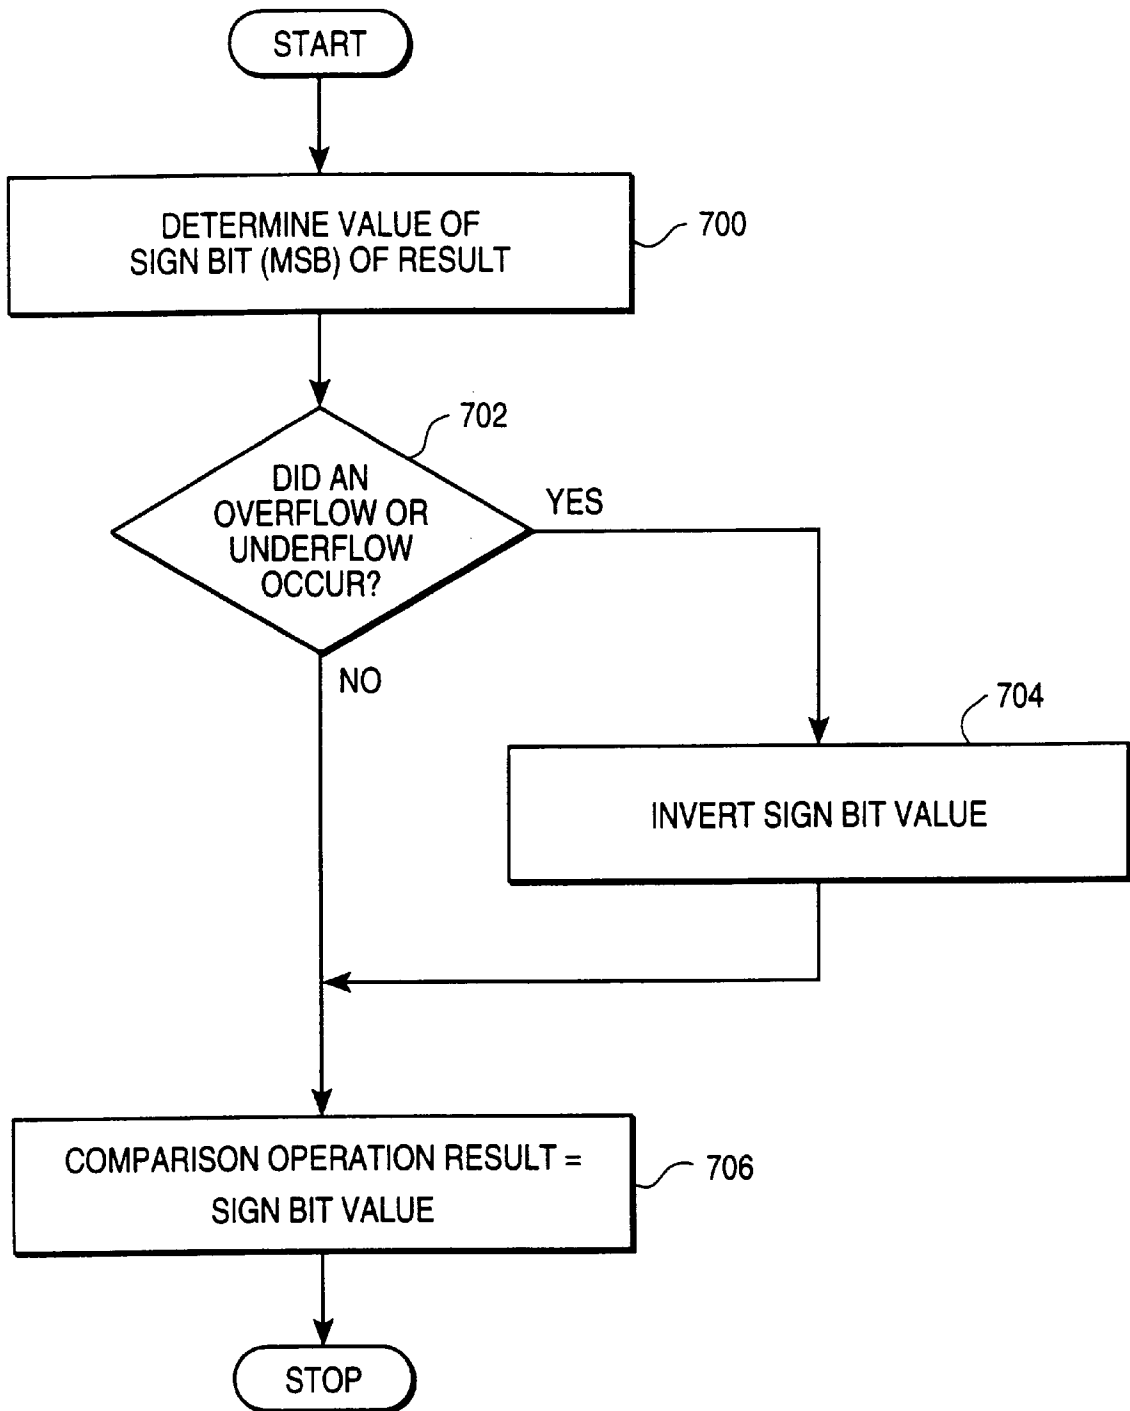 START
DETERMINE VALUE OF
SIGN BIT (MSB) OF RESULT
700
702
DID AN
OVERFLOW OR
UNDERFLOW
OCCUR?
YES
NO
704
INVERT SIGN BIT VALUE
COMPARISON OPERATION RESULT =
SIGN BIT VALUE
706
STOP